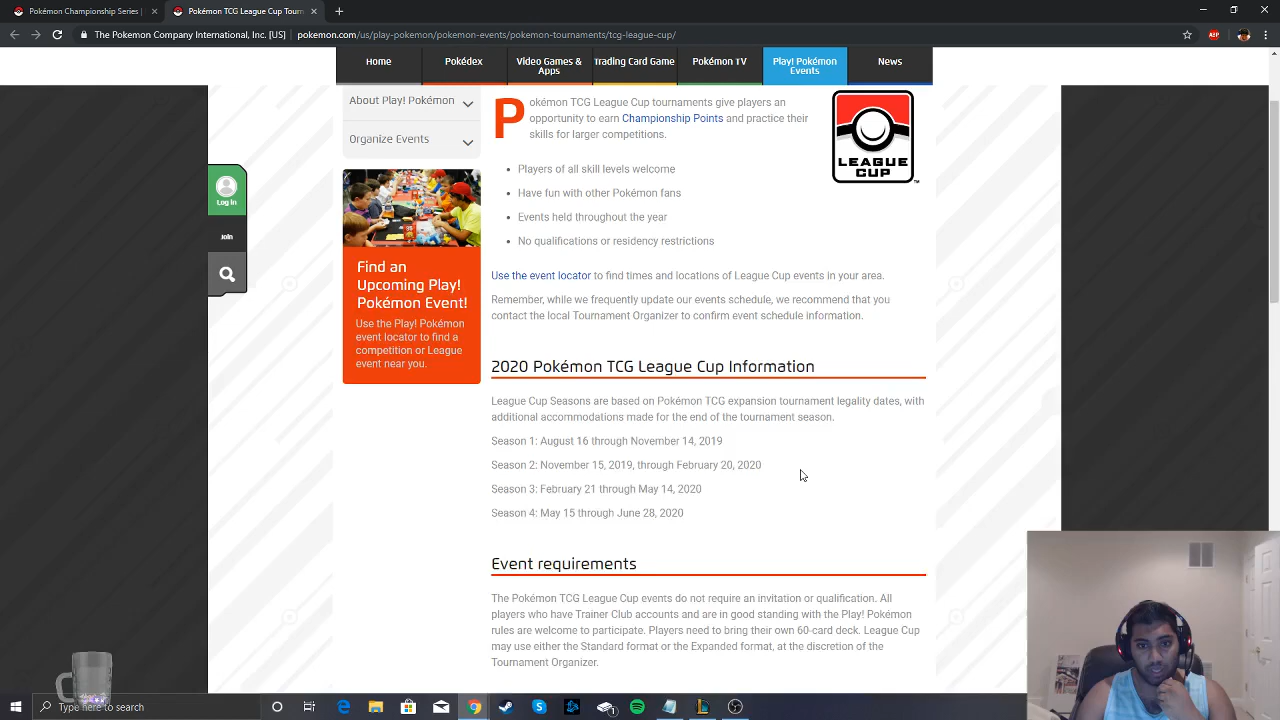 Pokémon Championship Series |
Pokémon TCG League Cup Tourn
The Pokemon Company International, Inc. [US]
pokemon.com/us/play-pokemon/pokemon-events/pokemon-tournaments/tcg-league-cup/
ABP
Home
Pokédex
Video Games &
Apps
Trading Card Game
Pokémon TV
Play! Pokémon
Events
News
About Play! Pokémon
Organize Events
Log In
Join
Find an
Upcoming Play!
Pokémon Event!
Use the Play! Pokémon
event locator to find a
competition or League
event near you.
Pokémon TCG League Cup tournaments give players an
opportunity to earn Championship Points and practice their
skills for larger competitions.
LEAGUE
CUP
TM
• Players of all skill levels welcome
• Have fun with other Pokémon fans
• Events held throughout the year
• No qualifications or residency restrictions
Use the event locator to find times and locations of League Cup events in your area.
Remember, while we frequently update our events schedule, we recommend that you
contact the local Tournament Organizer to confirm event schedule information.
2020 Pokémon TCG League Cup Information
League Cup Seasons are based on Pokémon TCG expansion tournament legality dates, with
additional accommodations made for the end of the tournament season.
Season 1: August 16 through November 14, 2019
Season 2: November 15, 2019, through February 20, 2020
Season 3: February 21 through May 14, 2020
Season 4: May 15 through June 28, 2020
Event requirements
The Pokémon TCG League Cup events do not require an invitation or qualification. All
players who have Trainer Club accounts and are in good standing with the Play! Pokémon
rules are welcome to participate. Players need to bring their own 60-card deck. League Cup
may use either the Standard format or the Expanded format, at the discretion of the
Tournament Organizer.
Type here to search